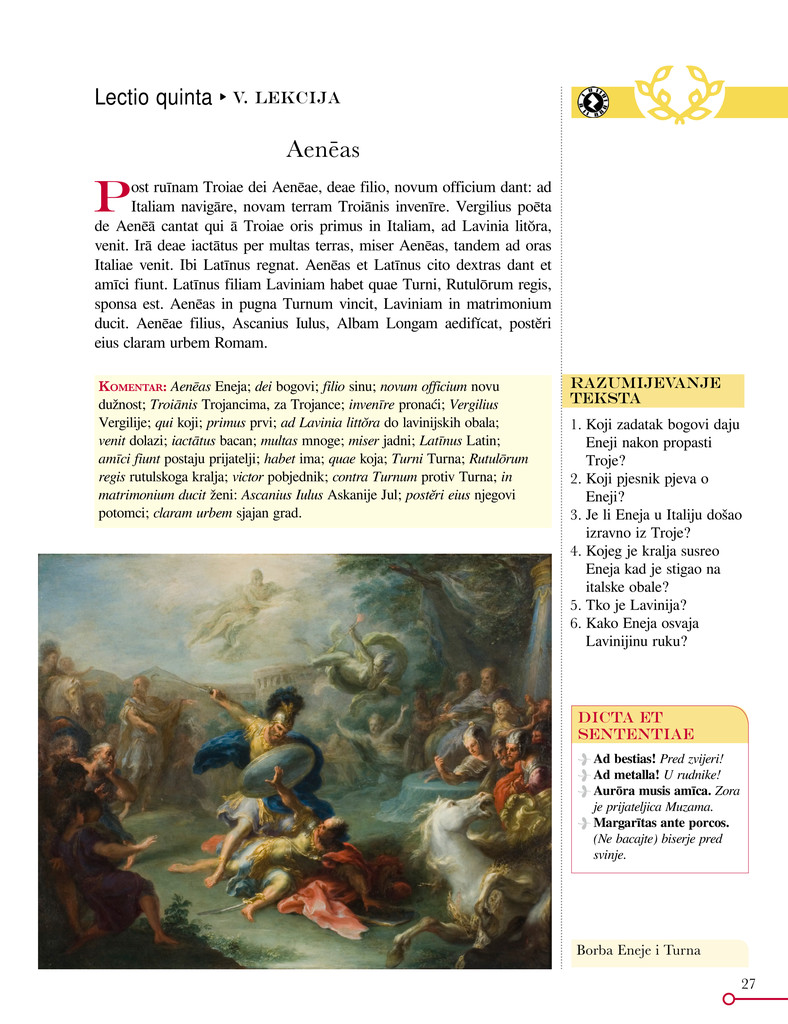 Lectio quinta ▸ V. LEKCIJA
Aenēas
Post ruīnam Troiae dei Aenēae, deae filio, novum officium dant: ad
Italiam navigāre, novam terram Troiānis invenīre. Vergilius poēta
de Aenēā cantat qui ā Troiae oris primus in Italiam, ad Lavinia litŏra,
venit. Irā deae iactātus per multas terras, miser Aenēas, tandem ad oras
Italiae venit. Ibi Latīnus regnat. Aenēas et Latīnus cito dextras dant et
amīci fiunt. Latīnus filiam Laviniam habet quae Turni, Rutulōrum regis,
sponsa est. Aenēas in pugna Turnum vincit, Laviniam in matrimonium
ducit. Aenēae filius, Ascanius Iulus, Albam Longam aedifĭcat, postĕri
eius claram urbem Romam.
KOMENTAR: Aenēas Eneja; dei bogovi; filio sinu; novum officium novu
dužnost; Troiānis Trojancima, za Trojance; invenīre pronaći; Vergilius
Vergilije; qui koji; primus prvi; ad Lavinia littŏra do lavinijskih obala;
venit dolazi; iactātus bacan; multas mnoge; miser jadni; Latīnus Latin;
amīci fiunt postaju prijatelji; habet ima; quae koja; Turni Turna; Rutulōrum
regis rutulskoga kralja; victor pobjednik; contra Turnum protiv Turna; in
matrimonium ducit ženi: Ascanius Iulus Askanije Jul; postĕri eius njegovi
potomci; claram urbem sjajan grad.
RAZUMIJEVANJE
TEKSTA
1. Koji zadatak bogovi daju
Eneji nakon propasti
Troje?
2. Koji pjesnik pjeva o
Eneji?
3. Je li Eneja u Italiju došao
izravno iz Troje?
4. Kojeg je kralja susreo
Eneja kad je stigao na
italske obale?
5. Tko je Lavinija?
6. Kako Eneja osvaja
Lavinijinu ruku?
DICTA ET
SENTENTIAE
Ad bestias! Pred zvijeri!
Ad metalla! U rudnike!
Aurōra musis amīca. Zora
je prijateljica Muzama.
Margarītas ante porcos.
(Ne bacajte) biserje pred
svinje.
Borba Eneje i Turna
27